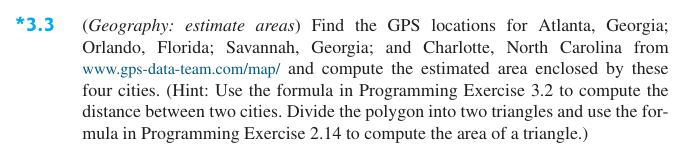 *3.3 (Geography: estimate areas) Find the GPS locations for Atlanta, Georgia;
Orlando, Florida; Savannah, Georgia; and Charlotte, North Carolina from
www.gps-data-team.com/map/ and compute the estimated area enclosed by these
four cities. (Hint: Use the formula in Programming Exercise 3.2 to compute the
distance between two cities. Divide the polygon into two triangles and use the for-
mula in Programming Exercise 2.14 to compute the area of a triangle.)